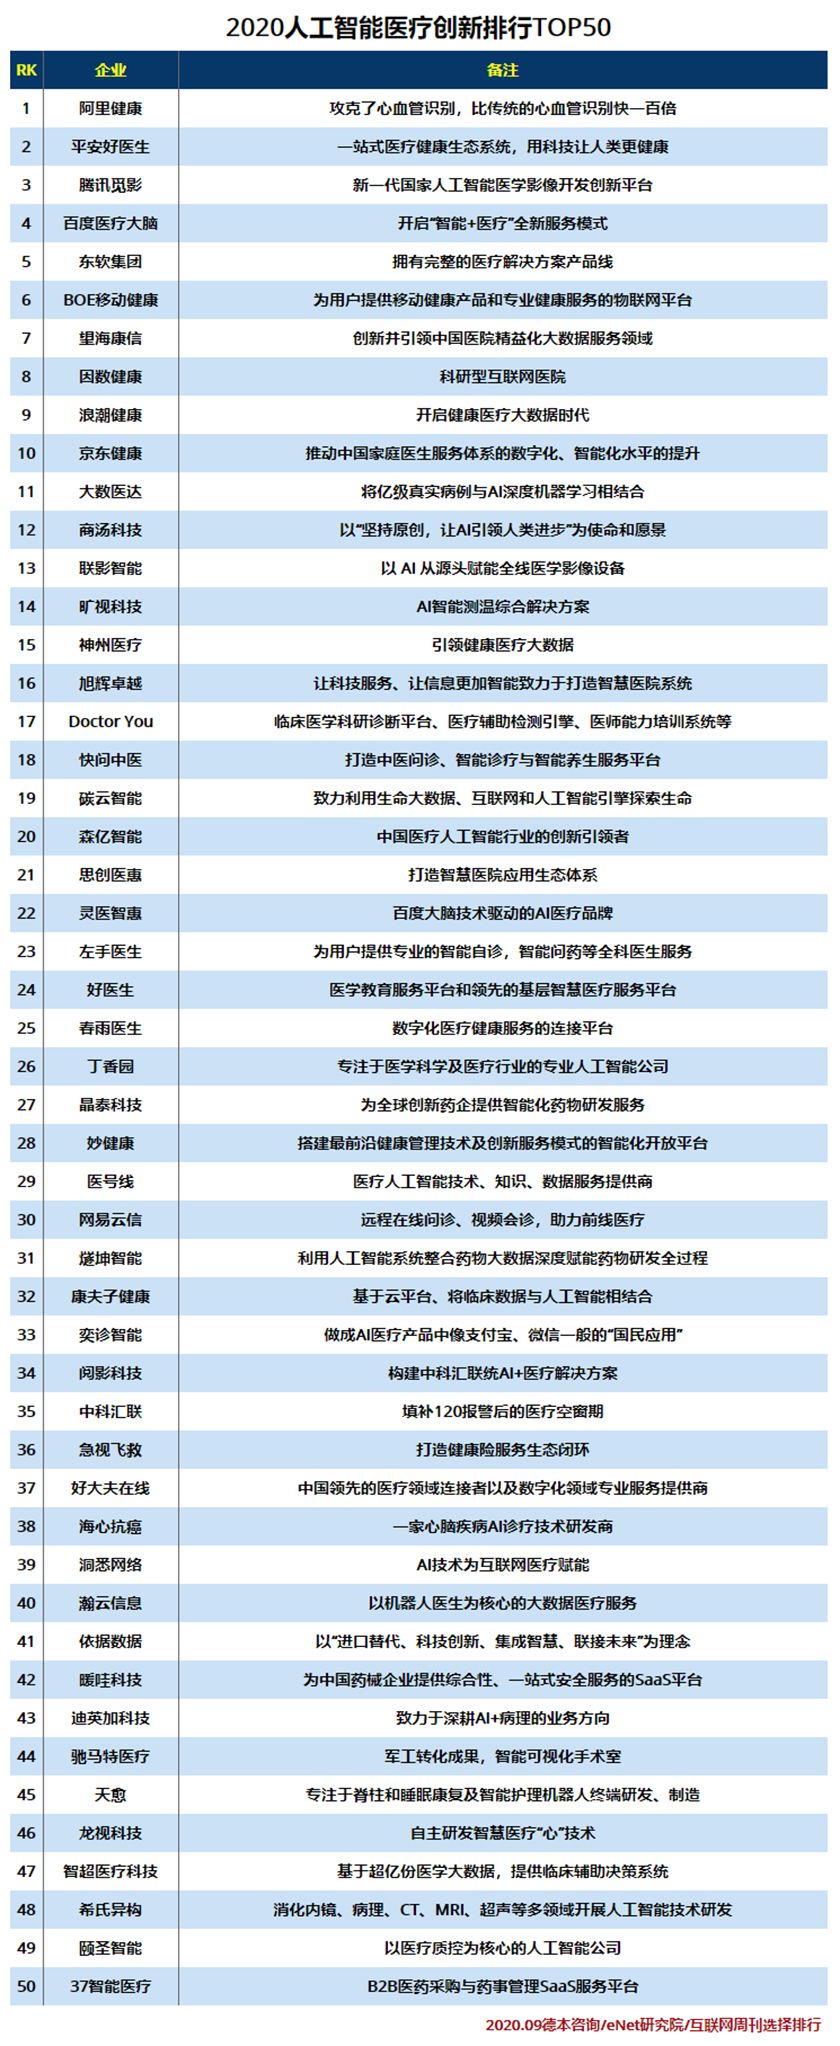 2020人工智能医疗创新排行TOP50
RK 企业 备注
1 阿里健康 攻克了心血管识别，比传统的心血管识别快一百倍
2 平安好医生 一站式医疗健康生态系统，用科技让人类更健康
3 腾讯觅影 新一代国家人工智能医学影像开发创新平台
4 百度医疗大脑 开启“智能+医疗”全新服务模式
5 东软集团 拥有完整的医疗解决方案产品线
6 BOE移动健康 为用户提供移动健康产品和专业健康服务的物联网平台
7 望海康信 创新并引领中国医院精益化大数据服务领域
8 因数健康 科研型互联网医院
9 浪潮健康 开启健康医疗大数据时代
10 京东健康 推动中国家庭医生服务体系的数字化、智能化水平的提升
11 大数医达 将亿级真实病例与AI深度机器学习相结合
12 商汤科技 以“坚持原创，让AI引领人类进步”为使命和愿景
13 联影智能 以 AI 从源头赋能全线医学影像设备
14 旷视科技 AI智能测温综合解决方案
15 神州医疗 引领健康医疗大数据
16 旭辉卓越 让科技服务、让信息更加智能致力于打造智慧医院系统
17 Doctor You 临床医学科研诊断平台、医疗辅助检测引擎、医师能力培训系统等
18 快问中医 打造中医问诊、智能诊疗与智能养生服务平台
19 碳云智能 致力利用生命大数据、互联网和人工智能引擎探索生命
20 森亿智能 中国医疗人工智能行业的创新引领者
21 思创医惠 打造智慧医院应用生态体系
22 灵医智惠 百度大脑技术驱动的AI医疗品牌
23 左手医生 为用户提供专业的智能自诊，智能问药等全科医生服务
24 好医生 医学教育服务平台和领先的基层智慧医疗服务平台
25 春雨医生 数字化医疗健康服务的连接平台
26 丁香园 专注于医学科学及医疗行业的专业人工智能公司
27 晶泰科技 为全球创新药企提供智能化药物研发服务
28 妙健康 搭建最前沿健康管理技术及创新服务模式的智能化开放平台
29 医号线 医疗人工智能技术、知识、数据服务提供商
30 网易云信 远程在线问诊、视频会诊，助力前线医疗
31 燧坤智能 利用人工智能系统整合药物大数据深度赋能药物研发全过程
32 康夫子健康 基于云平台、将临床数据与人工智能相结合
33 奕诊智能 做成AI医疗产品中像支付宝、微信一般的“国民应用”
34 阅影科技 构建中科汇联统AI+医疗解决方案
35 中科汇联 填补120报警后的医疗空窗期
36 急视飞救 打造健康险服务生态闭环
37 好大夫在线 中国领先的医疗领域连接者以及数字化领域专业服务提供商
38 海心抗癌 一家心脑疾病AI诊疗技术研发商
39 洞悉网络 AI技术为互联网医疗赋能
40 瀚云信息 以机器人医生为核心的大数据医疗服务
41 依据数据 以“进口替代、科技创新、集成智慧、联接未来”为理念
42 暖哇科技 为中国药械企业提供综合性、一站式安全服务的SaaS平台
43 迪英加科技 致力于深耕AI+病理的业务方向
44 驰马特医疗 军工转化成果，智能可视化手术室
45 天愈 专注于脊柱和睡眠康复及智能护理机器人终端研发、制造
46 龙视科技 自主研发智慧医疗“心”技术
47 智超医疗科技 基于超亿份医学大数据，提供临床辅助决策系统
48 希氏异构 消化内镜、病理、CT、MRI、超声等多领域开展人工智能技术研发
49 颐圣智能 以医疗质控为核心的人工智能公司
50 37智能医疗 B2B医药采购与药事管理SaaS服务平台
2020.09德本咨询/eNet研究院/互联网周刊选择排行